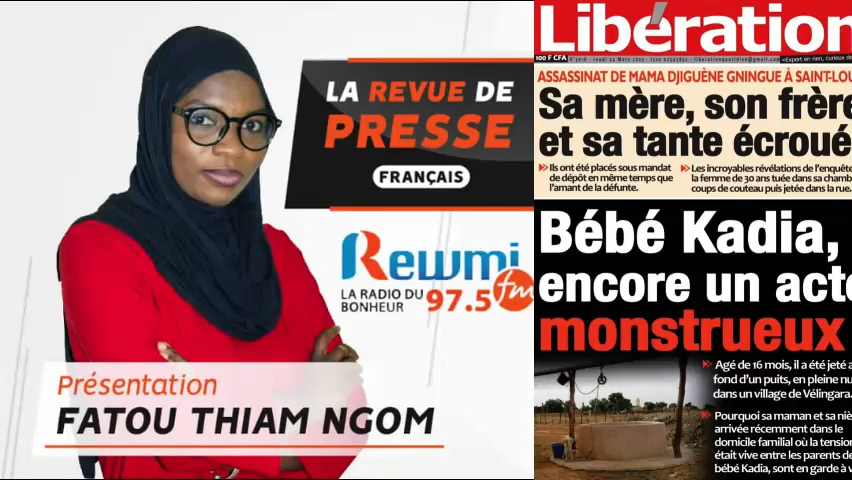 LA REVUE DE
PRESSE
FRANÇAIS
Rewmi
fm
LA RADIO DU
BONHEUR
97.5
Présentation
FATOU THIAM NGOM
Libération
100 F CFA
ASSASSINAT DE MAMA DJIGUÈNE GNINGUE À SAINT-LOU
Sa mère, son frère
et sa tante écroué
Ils ont été placés sous mandat
de dépôt en même temps que
l'amant de la défunte.
Les incroyables révélations de l'enquête
la femme de 30 ans tuée dans sa chamb
coups de couteau puis jetée dans la rue.
Bébé Kadia,
encore un acte
monstrueux
Agé de 16 mois, il a été jeté a
fond d'un puits, en pleine nu
dans un village de Vélingara.
Pourquoi sa maman et sa niè
arrivée récemment dans le
domicile familial où la tension
était vive entre les parents de
bébé Kadia, sont en garde à v